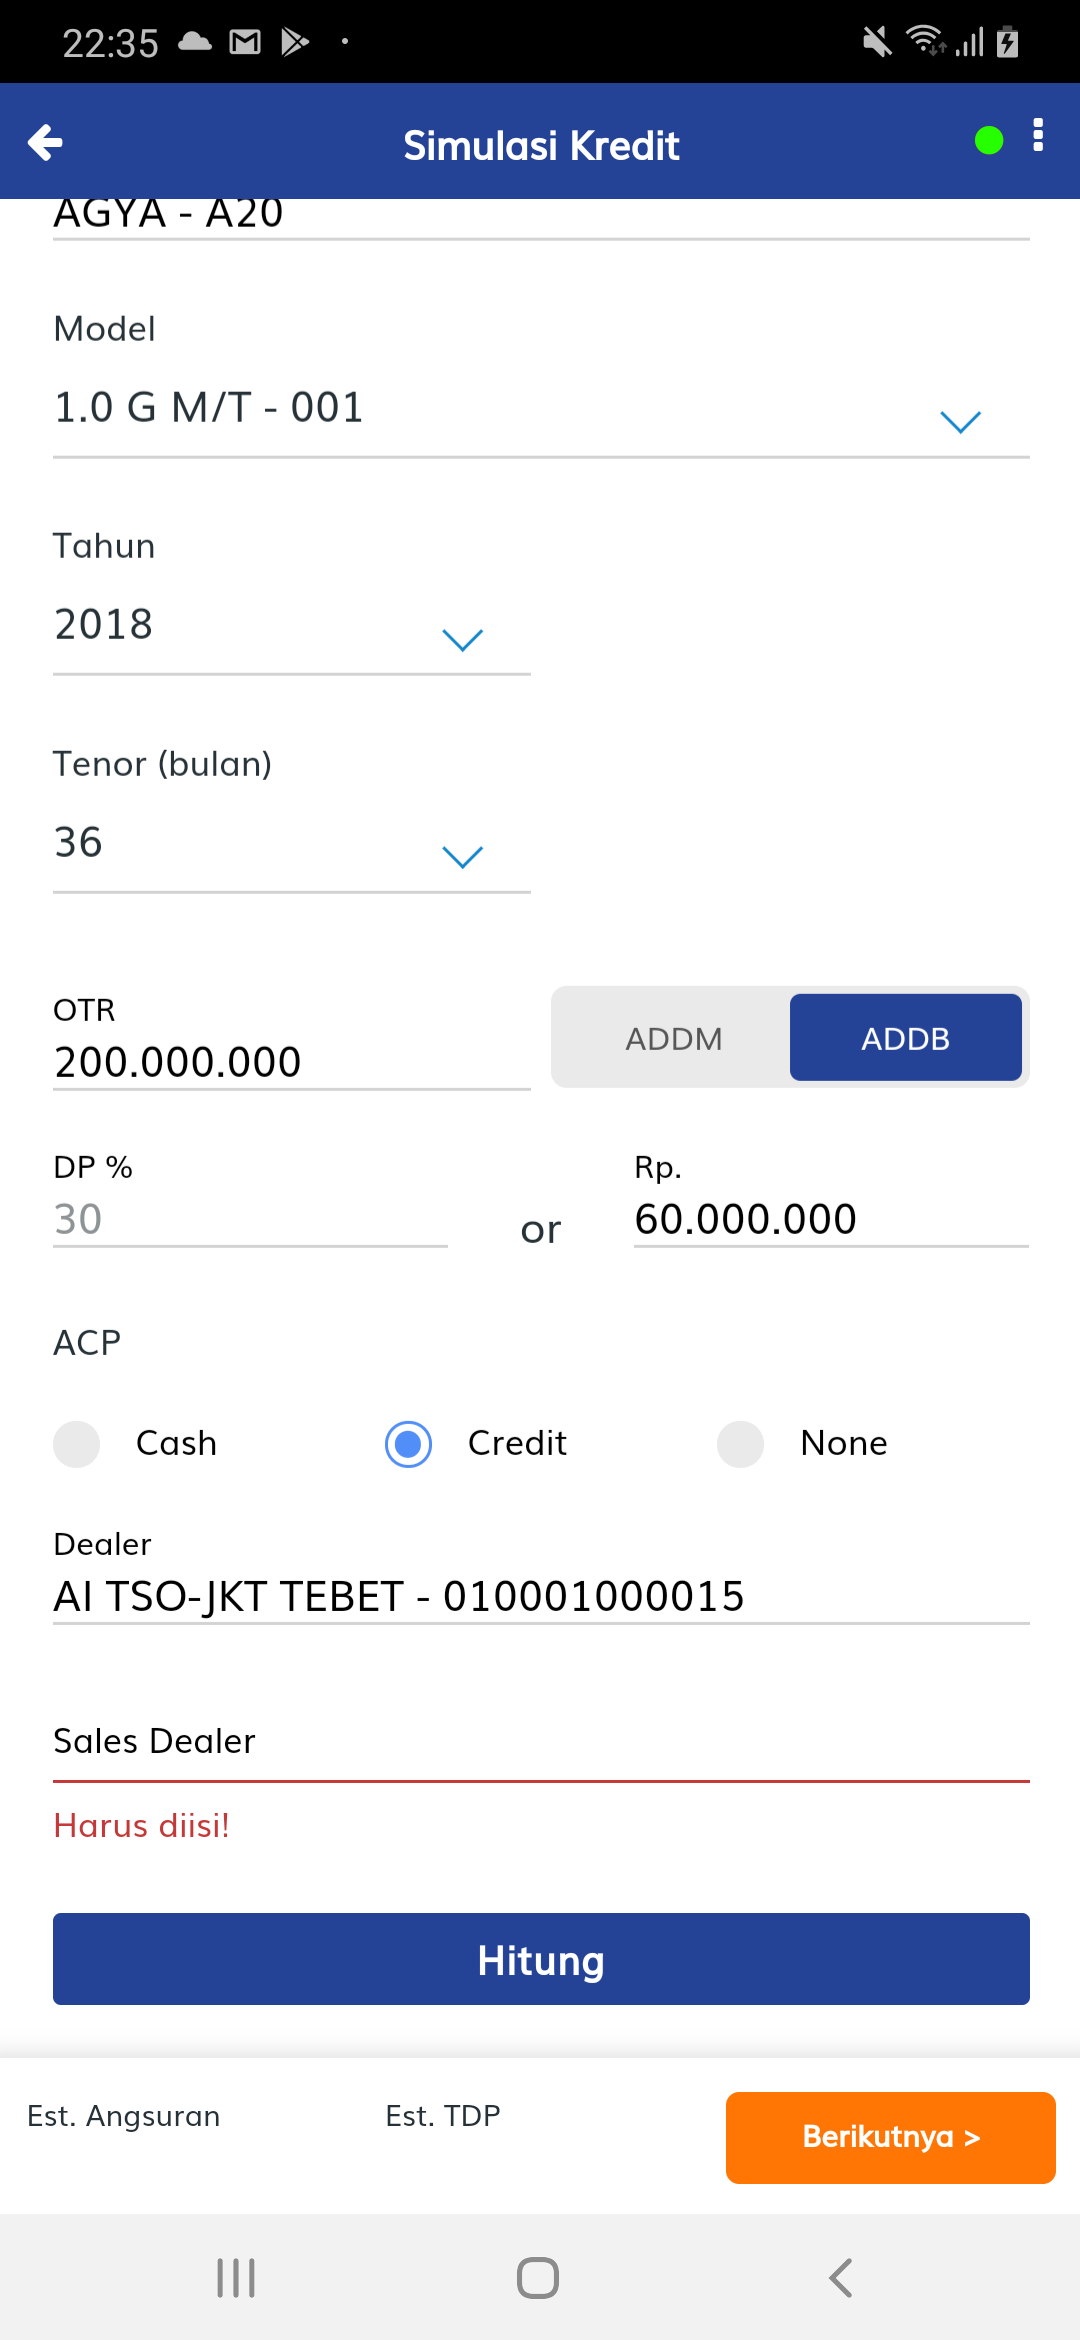 22:35
Simulasi Kredit
AGYA - A20
Model
1.0 G M/T - 001
Tahun
2018
Tenor (bulan)
36
OTR
200.000.000
ADDM
ADDB
DP %
30
or
Rp.
60.000.000
ACP
Cash
Credit
None
Dealer
AI TSO-JKT TEBET - 010001000015
Sales Dealer
Harus diisi!
Hitung
Est. Angsuran
Est. TDP
Berikutnya >